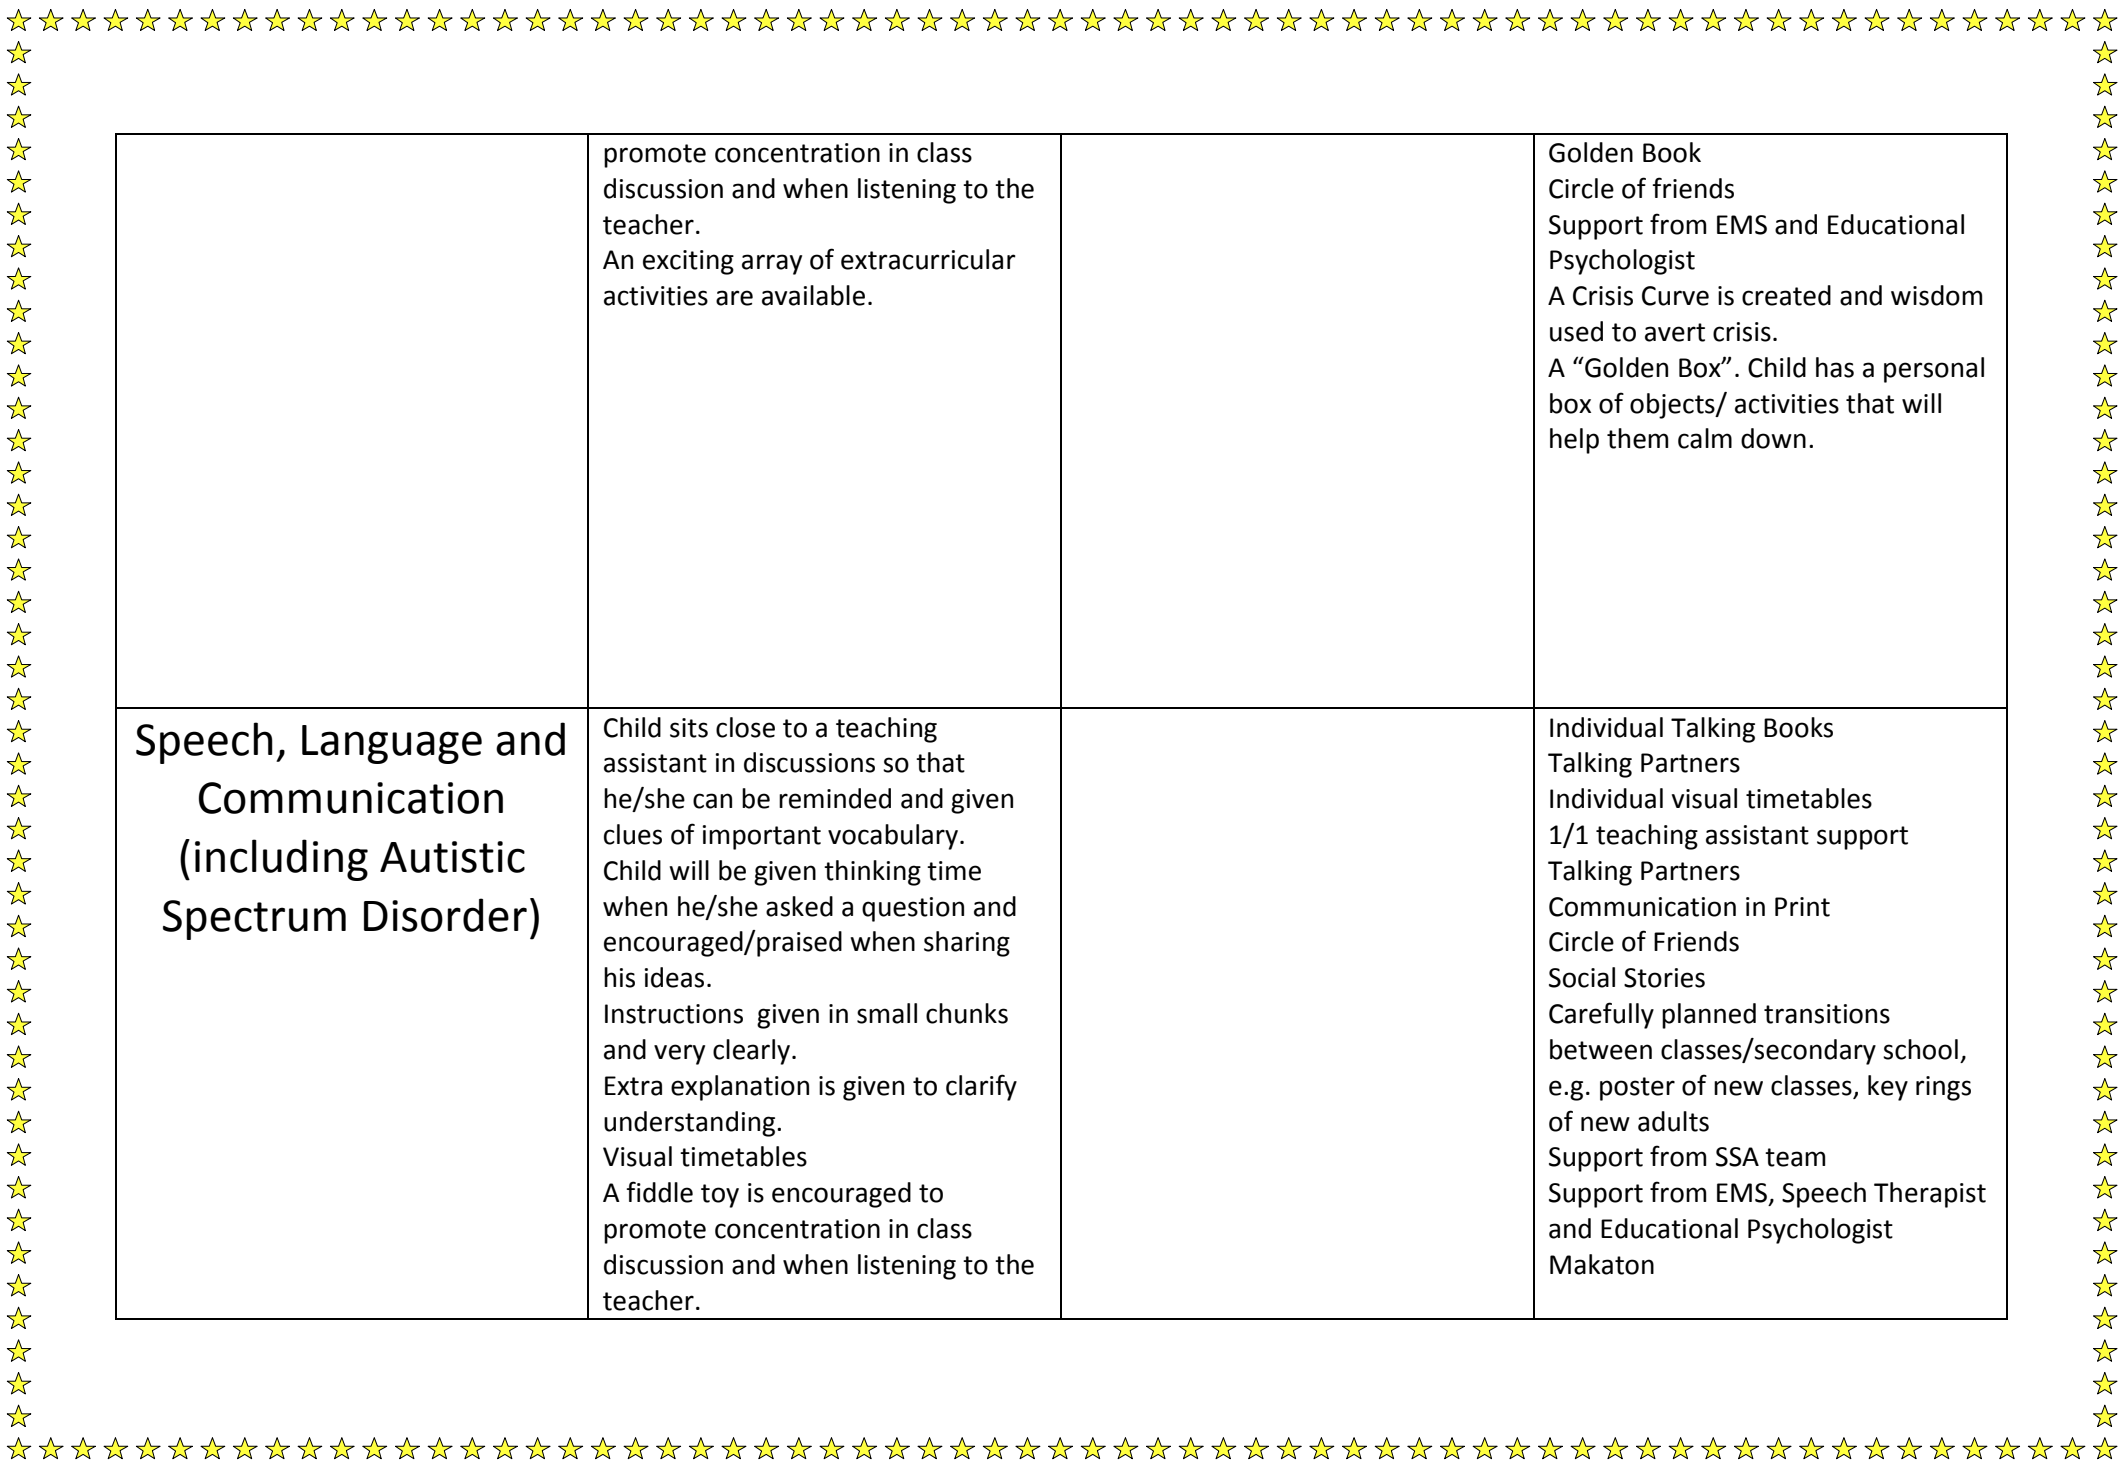 promote concentration in class
discussion and when listening to the
teacher.
An exciting array of extracurricular
activities are available.
Golden Book
Circle of friends
Support from EMS and Educational
Psychologist
A Crisis Curve is created and wisdom
used to avert crisis.
A “Golden Box”. Child has a personal
box of objects/ activities that will
help them calm down.
Speech, Language and
Communication
(including Autistic
Spectrum Disorder)
Child sits close to a teaching
assistant in discussions so that
he/she can be reminded and given
clues of important vocabulary.
Child will be given thinking time
when he/she asked a question and
encouraged/praised when sharing
his ideas.
Instructions  given in small chunks
and very clearly.
Extra explanation is given to clarify
understanding.
Visual timetables
A fiddle toy is encouraged to
promote concentration in class
discussion and when listening to the
teacher.
Individual Talking Books
Talking Partners
Individual visual timetables
1/1 teaching assistant support
Talking Partners
Communication in Print
Circle of Friends
Social Stories
Carefully planned transitions
between classes/secondary school,
e.g. poster of new classes, key rings
of new adults
Support from SSA team
Support from EMS, Speech Therapist
and Educational Psychologist
Makaton